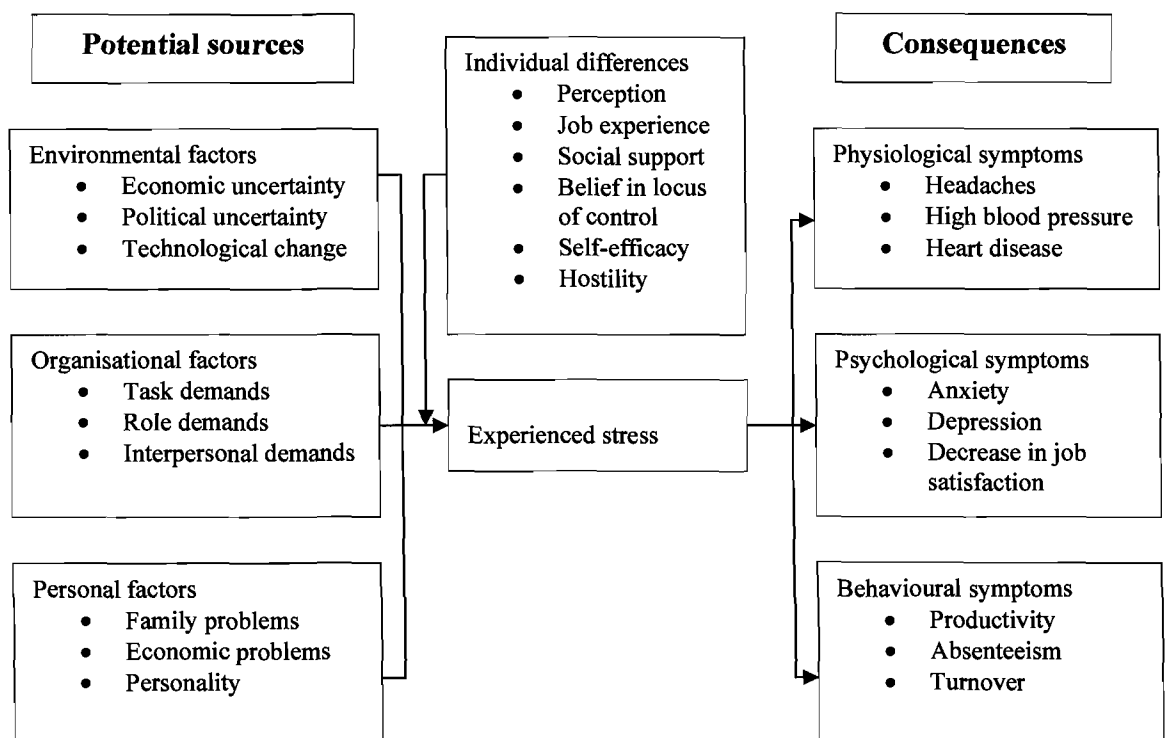 Potential sources
Environmental factors
• Economic uncertainty
• Political uncertainty
• Technological change
Organisational factors
• Task demands
• Role demands
• Interpersonal demands
Personal factors
• Family problems
• Economic problems
• Personality
Individual differences
• Perception
• Job experience
• Social support
• Belief in locus
of control
• Self-efficacy
• Hostility
Experienced stress
Consequences
Physiological symptoms
• Headaches
• High blood pressure
• Heart disease
Psychological symptoms
• Anxiety
• Depression
• Decrease in job
satisfaction
Behavioural symptoms
• Productivity
• Absenteeism
• Turnover